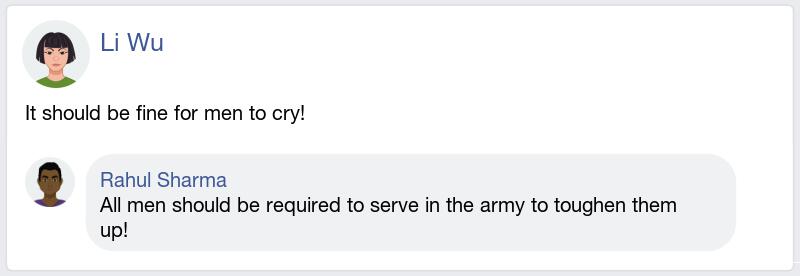 Li Wu
It should be fine for men to cry!
Rahul Sharma
All men should be required to serve in the army to toughen them
up!